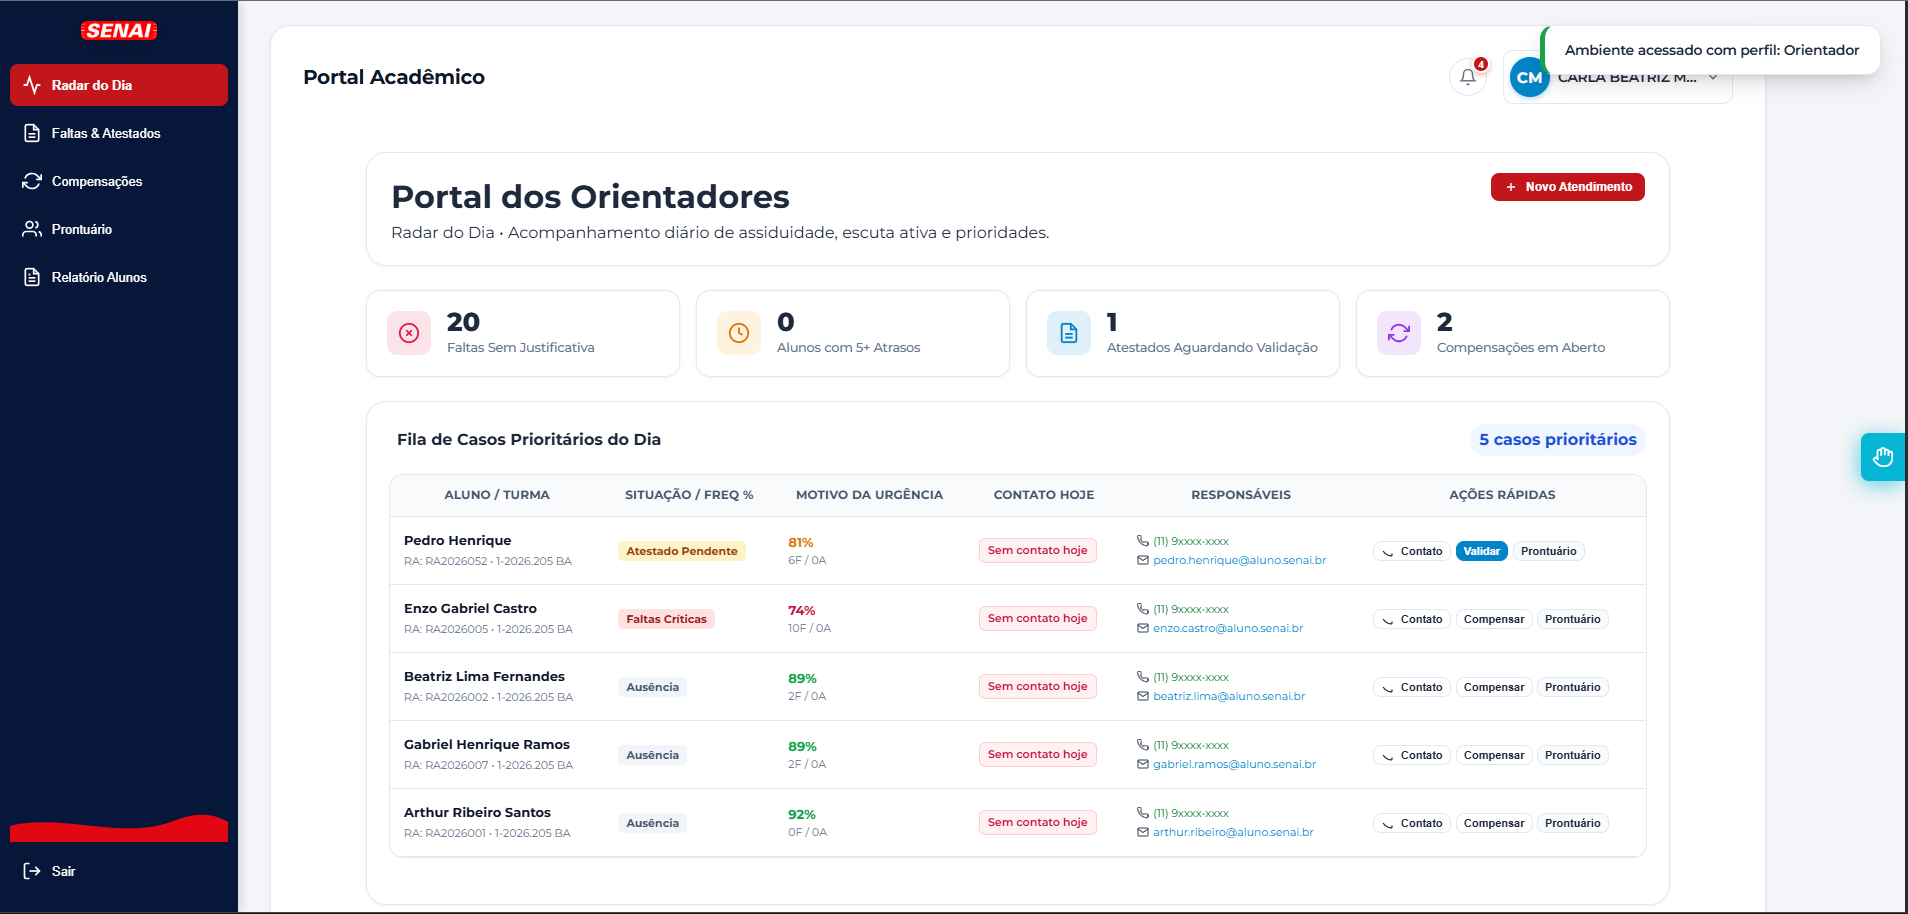 SENAI
Radar do Dia
Faltas & Atestados
Compensações
Prontuário
Relatório Alunos
Sair
Portal Acadêmico
4
CM
CARLA BEATRIZ M...
Ambiente acessado com perfil: Orientador
Portal dos Orientadores
Radar do Dia • Acompanhamento diário de assiduidade, escuta ativa e prioridades.
+ Novo Atendimento
20
Faltas Sem Justificativa
0
Alunos com 5+ Atrasos
1
Atestados Aguardando Validação
2
Compensações em Aberto
Fila de Casos Prioritários do Dia
5 casos prioritários
ALUNO / TURMA SITUAÇÃO / FREQ % MOTIVO DA URGÊNCIA CONTATO HOJE RESPONSÁVEIS AÇÕES RÁPIDAS
Pedro Henrique
RA: RA2026052 • 1-2026.205 BA
Atestado Pendente
81%
6F / 0A
Sem contato hoje
(11) 9xxxx-xxxx
pedro.henrique@aluno.senai.br
Contato Validar Prontuário
Enzo Gabriel Castro
RA: RA2026005 • 1-2026.205 BA
Faltas Críticas
74%
10F / 0A
Sem contato hoje
(11) 9xxxx-xxxx
enzo.castro@aluno.senai.br
Contato Compensar Prontuário
Beatriz Lima Fernandes
RA: RA2026002 • 1-2026.205 BA
Ausência
89%
2F / 0A
Sem contato hoje
(11) 9xxxx-xxxx
beatriz.lima@aluno.senai.br
Contato Compensar Prontuário
Gabriel Henrique Ramos
RA: RA2026007 • 1-2026.205 BA
Ausência
89%
2F / 0A
Sem contato hoje
(11) 9xxxx-xxxx
gabriel.ramos@aluno.senai.br
Contato Compensar Prontuário
Arthur Ribeiro Santos
RA: RA2026001 • 1-2026.205 BA
Ausência
92%
0F / 0A
Sem contato hoje
(11) 9xxxx-xxxx
arthur.ribeiro@aluno.senai.br
Contato Compensar Prontuário